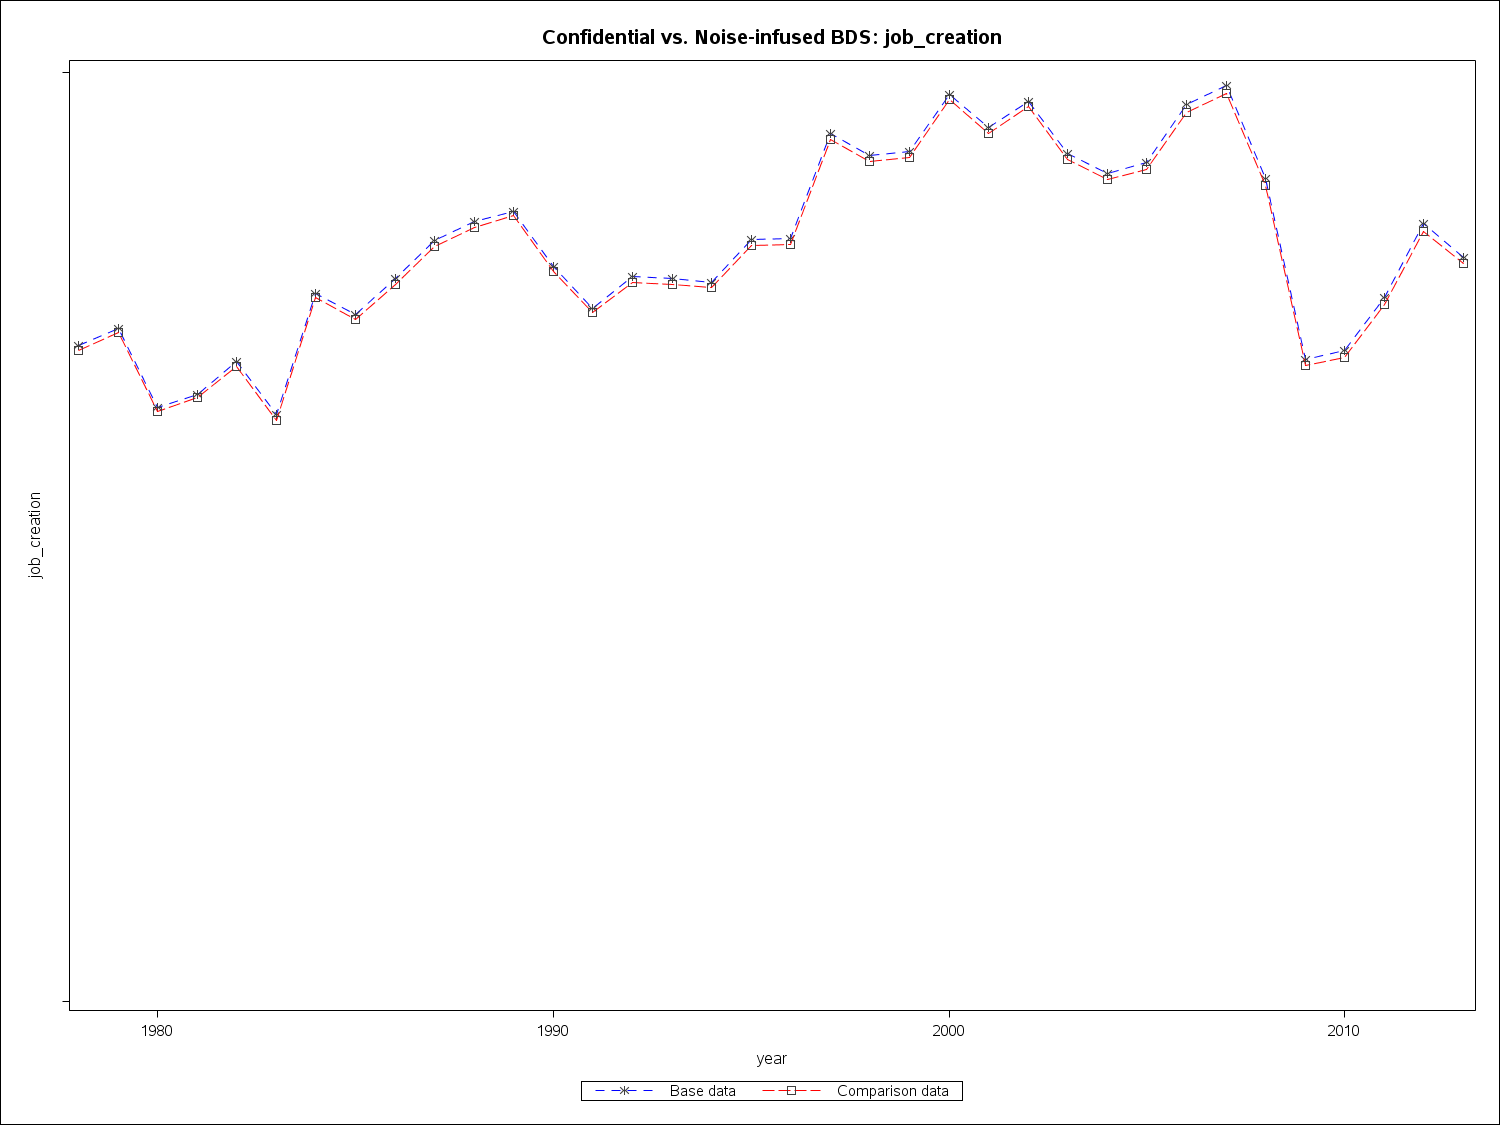 Confidential vs. Noise-infused BDS: job_creation
job_creation
1980
1990
2000
2010
year
Base data
Comparison data